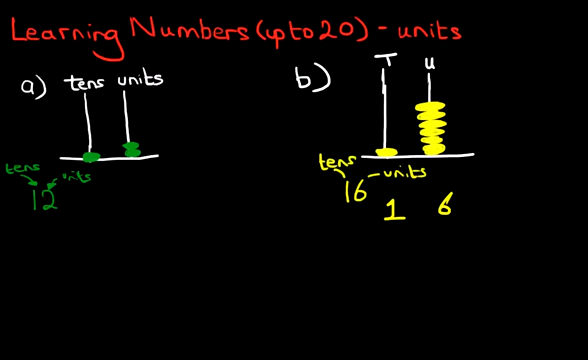 Learning Numbers (up to 20) - units
a) tens units
tens
units
12
b) T u
tens
units
16
1 6